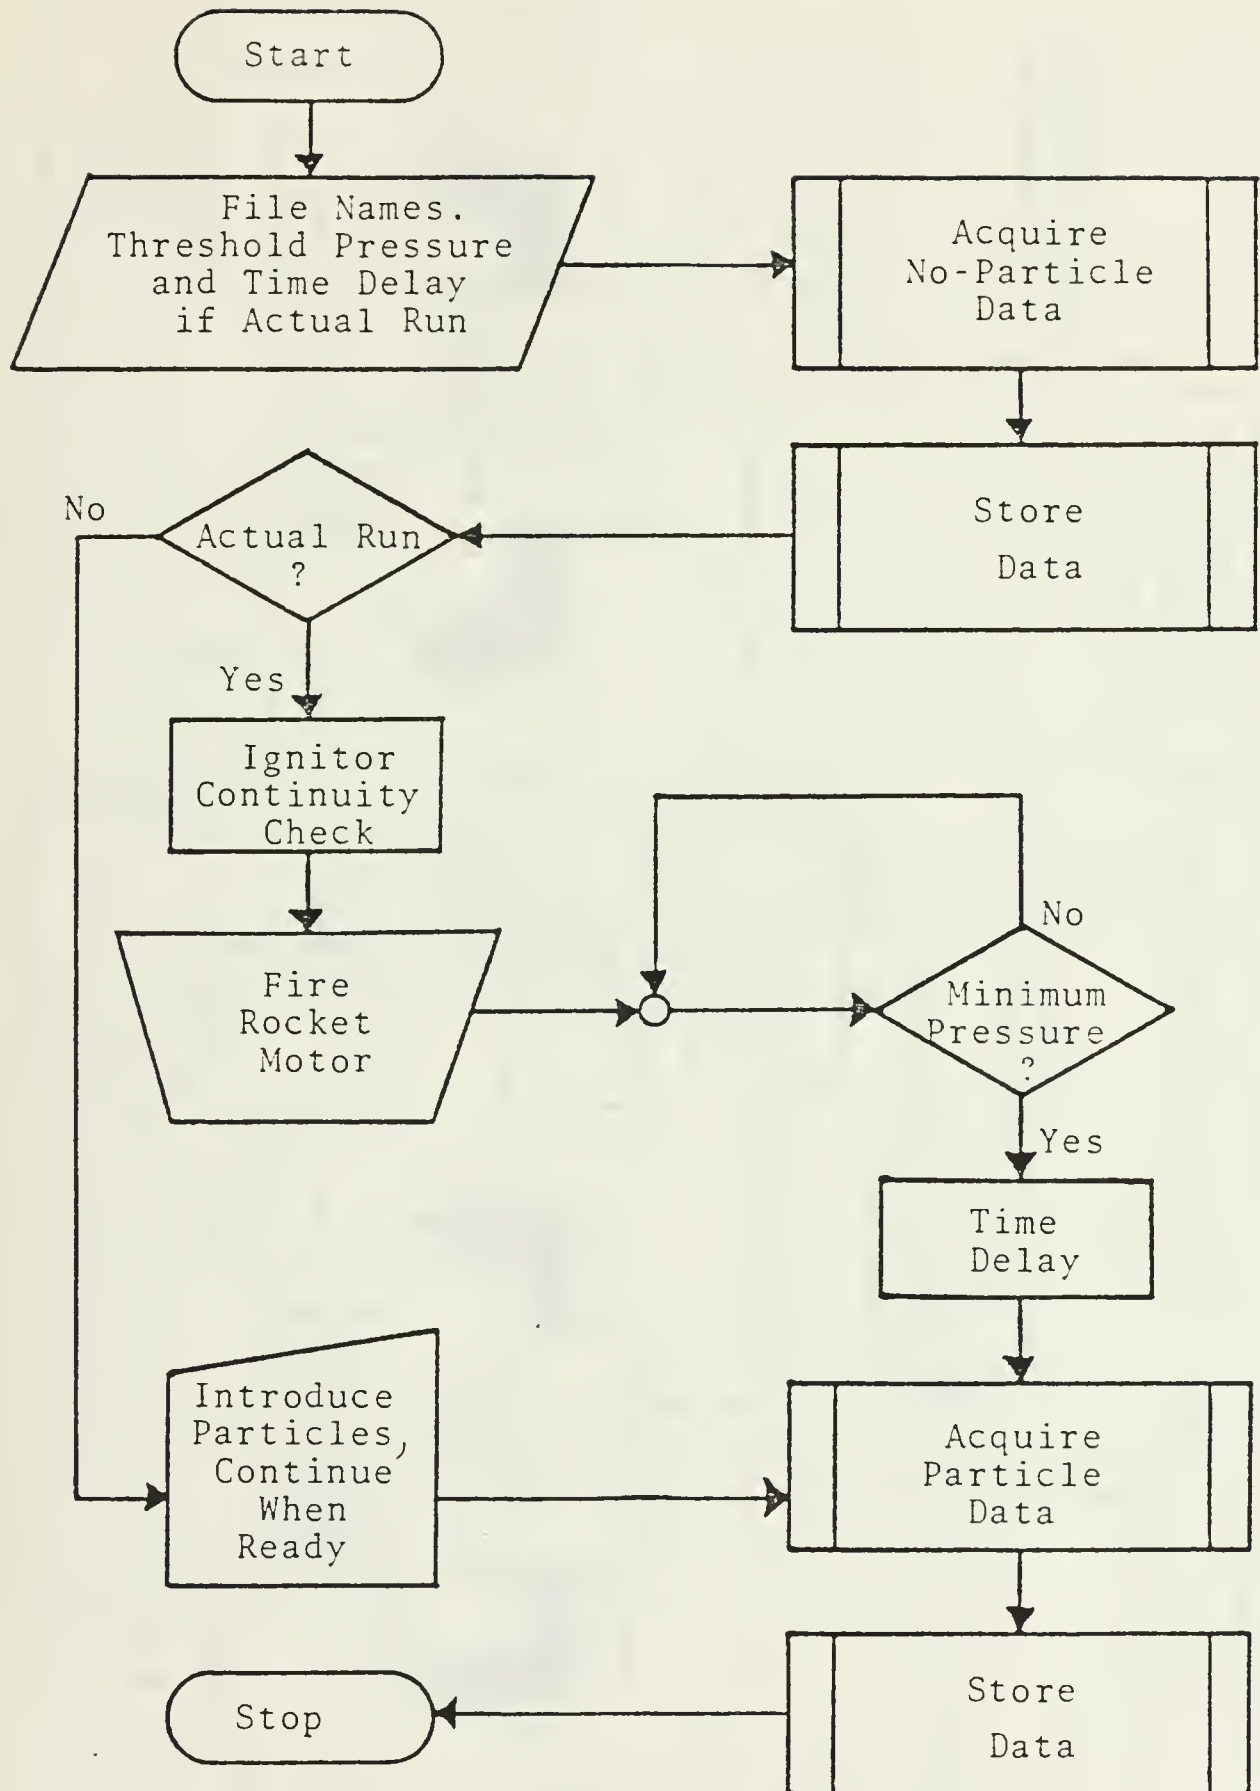 Start
File Names.
Threshold Pressure
and Time Delay
if Actual Run
Acquire
No-Particle
Data
Store
Data
No
Actual Run
?
Yes
Ignitor
Continuity
Check
Fire
Rocket
Motor
No
Minimum
Pressure
?
Yes
Time
Delay
Introduce
Particles,
Continue
When
Ready
Acquire
Particle
Data
Store
Data
Stop